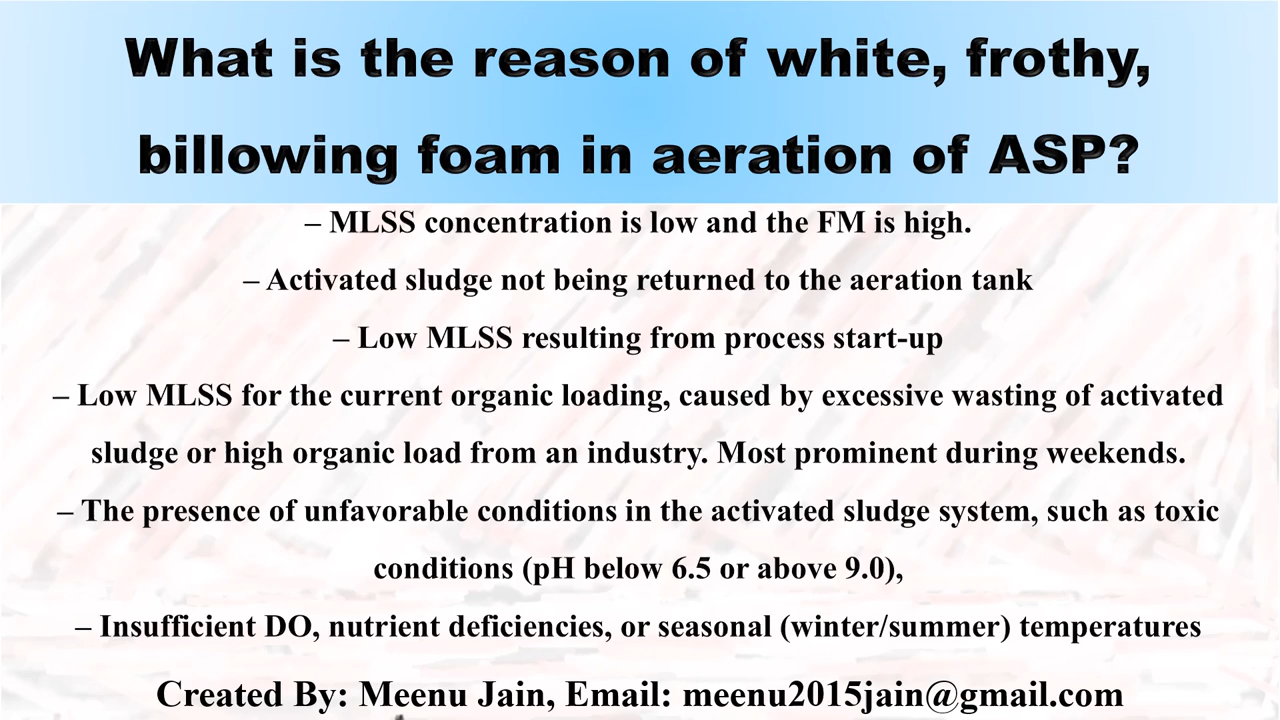 What is the reason of white, frothy,
billowing foam in aeration of ASP?
– MLSS concentration is low and the FM is high.
– Activated sludge not being returned to the aeration tank
– Low MLSS resulting from process start-up
– Low MLSS for the current organic loading, caused by excessive wasting of activated
sludge or high organic load from an industry. Most prominent during weekends.
– The presence of unfavorable conditions in the activated sludge system, such as toxic
conditions (pH below 6.5 or above 9.0),
– Insufficient DO, nutrient deficiencies, or seasonal (winter/summer) temperatures
Created By: Meenu Jain, Email: meenu2015jain@gmail.com